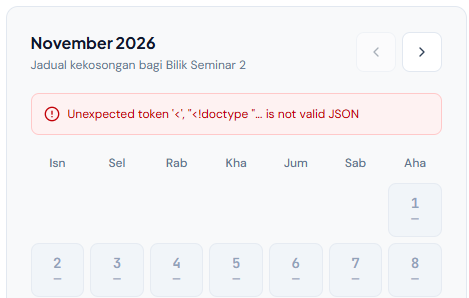 November 2026
Jadual kekosongan bagi Bilik Seminar 2
Unexpected token '<', "<!doctype "... is not valid JSON
Isn Sel Rab Kha Jum Sab Aha
1
–
2 3 4 5 6 7 8
– – – – – – –